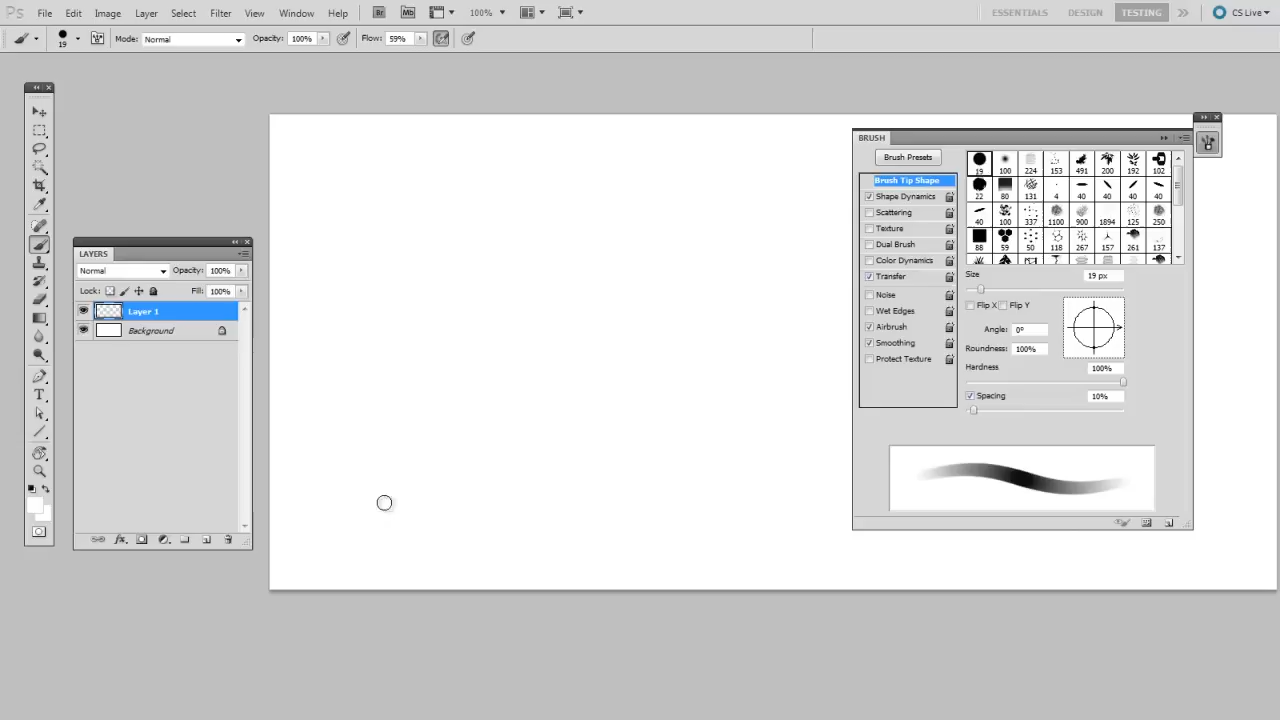 Ps File Edit Image Layer Select Filter View Window Help Br Mb 100% ESSENTIALS DESIGN TESTING CS Live
19 Mode: Normal Opacity: 100% Flow: 59%
BRUSH
Brush Presets
Brush Tip Shape
Shape Dynamics
Scattering
Texture
Dual Brush
Color Dynamics
Transfer
Noise
Wet Edges
Airbrush
Smoothing
Protect Texture
19 100 224 153 491 200 192 102
22 80 131 4 40 40 40 40
40 100 337 1100 900 1894 125 250
88 59 50 118 267 157 261 137
Size 19 px
Flip X Flip Y
Angle: 0º
Roundness: 100%
Hardness 100%
Spacing 10%
LAYERS
Normal Opacity: 100%
Lock: Fill: 100%
Layer 1
Background
T
fx